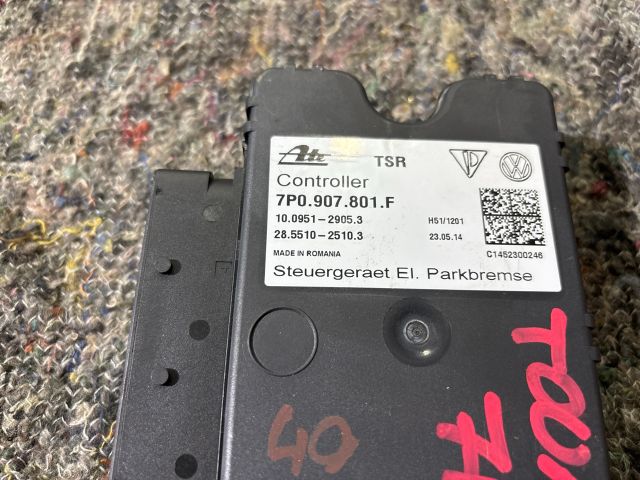 Ate TSR
Controller
7P0.907.801.F
10.0951-2905.3 H51/1201
28.5510-2510.3 23.05.14
MADE IN ROMANIA C1452300246
Steuergeraet El. Parkbremse
49